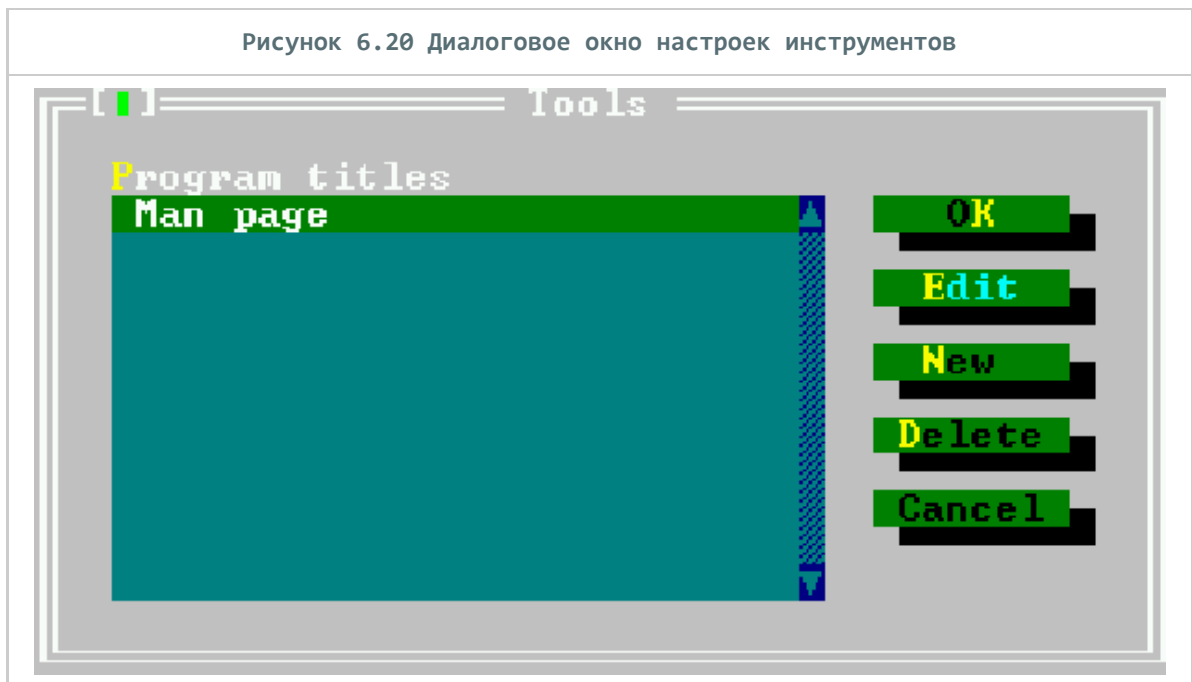 Рисунок 6.20 Диалоговое окно настроек инструментов
Tools
Program titles
Man page
OK
Edit
New
Delete
Cancel